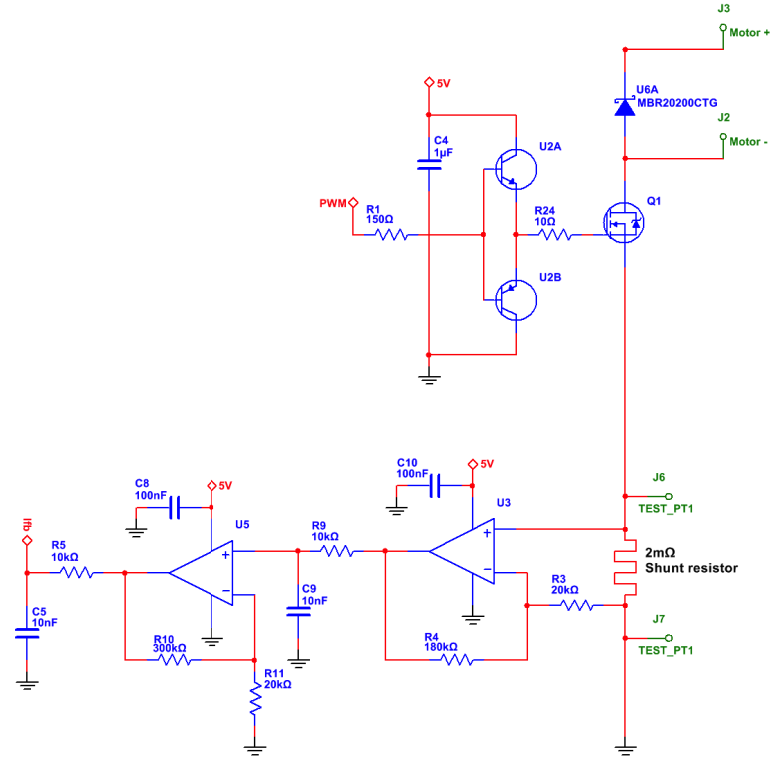 J3
Motor +
U6A
MBR20200CTG
J2
Motor -
5V
C4
1µF
U2A
PWM
R1
150Ω
R24
10Ω
Q1
U2B
C10
100nF
5V
J6
TEST_PT1
C8
100nF
5V
U3
Ifb
U5
R9
10kΩ
R5
10kΩ
2mΩ
Shunt resistor
R3
20kΩ
C9
10nF
C5
10nF
J7
TEST_PT1
R10
300kΩ
R4
180kΩ
R11
20kΩ